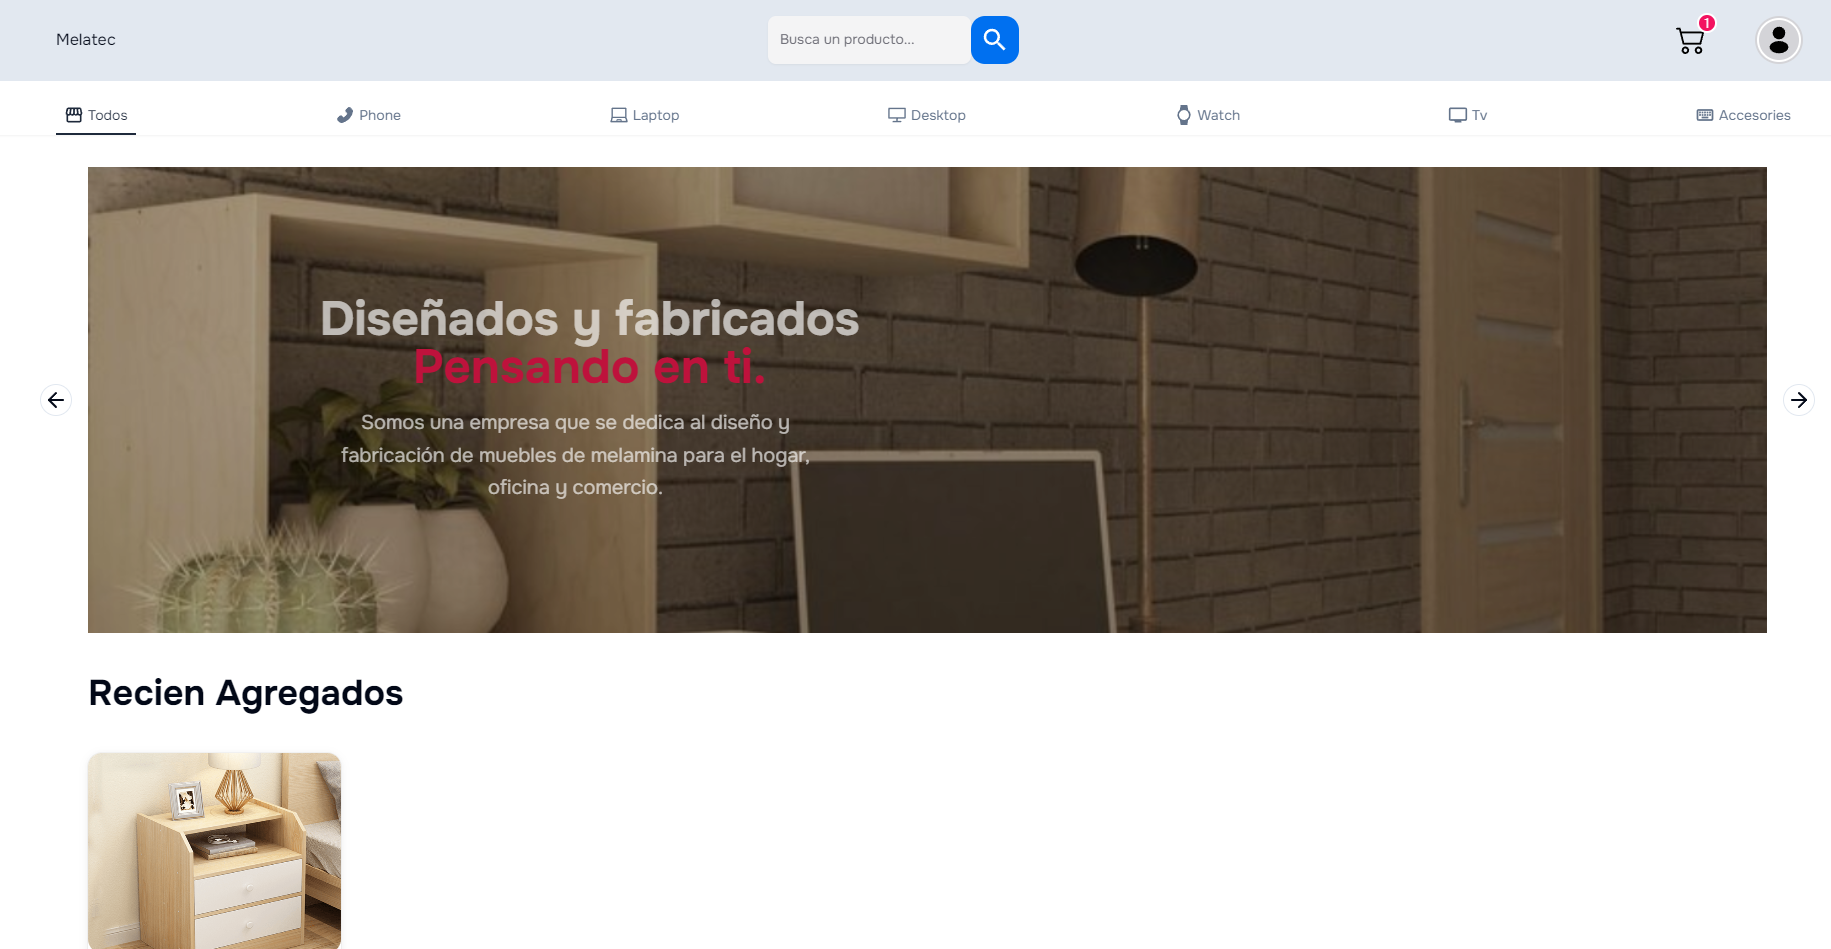 Melatec
Busca un producto...
1
Todos
Phone
Laptop
Desktop
Watch
Tv
Accesories
Diseñados y fabricados
Pensando en ti.
Somos una empresa que se dedica al diseño y
fabricación de muebles de melamina para el hogar,
oficina y comercio.
Recien Agregados